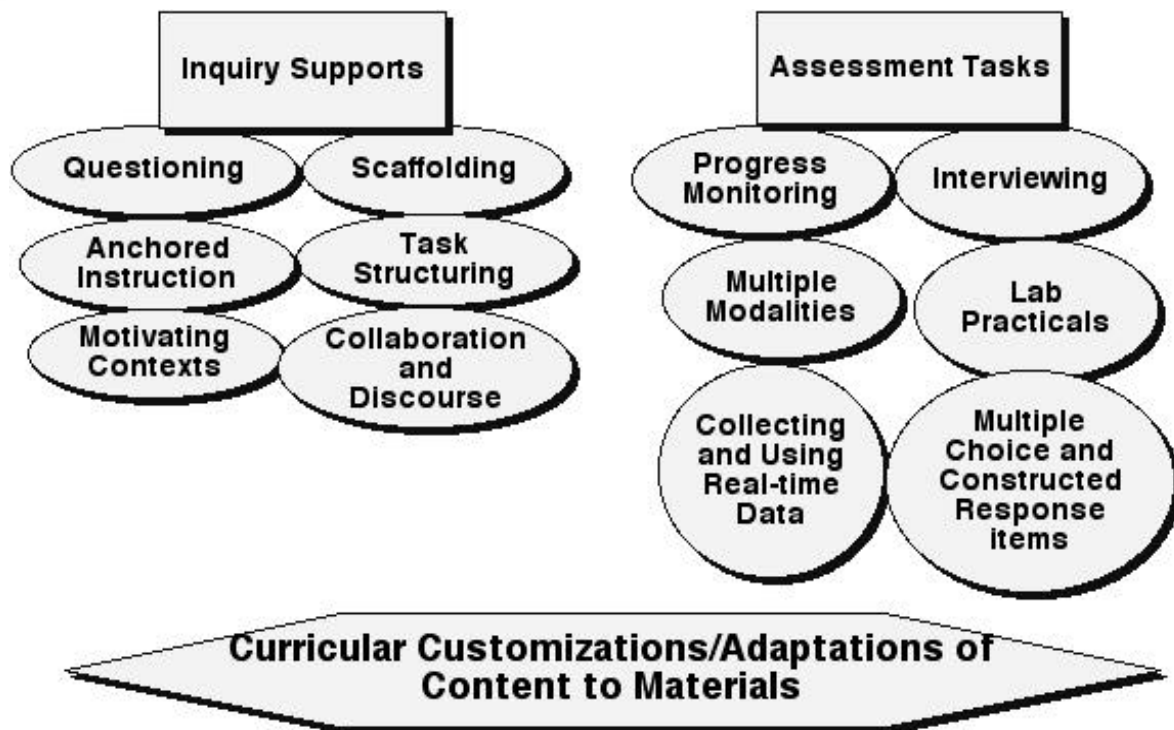 Inquiry Supports
Questioning
Scaffolding
Anchored
Instruction
Task
Structuring
Motivating
Contexts
Collaboration
and
Discourse
Assessment Tasks
Progress
Monitoring
Interviewing
Multiple
Modalities
Lab
Practicals
Collecting
and Using
Real-time
Data
Multiple
Choice and
Constructed
Response
items
Curricular Customizations/Adaptations of
Content to Materials